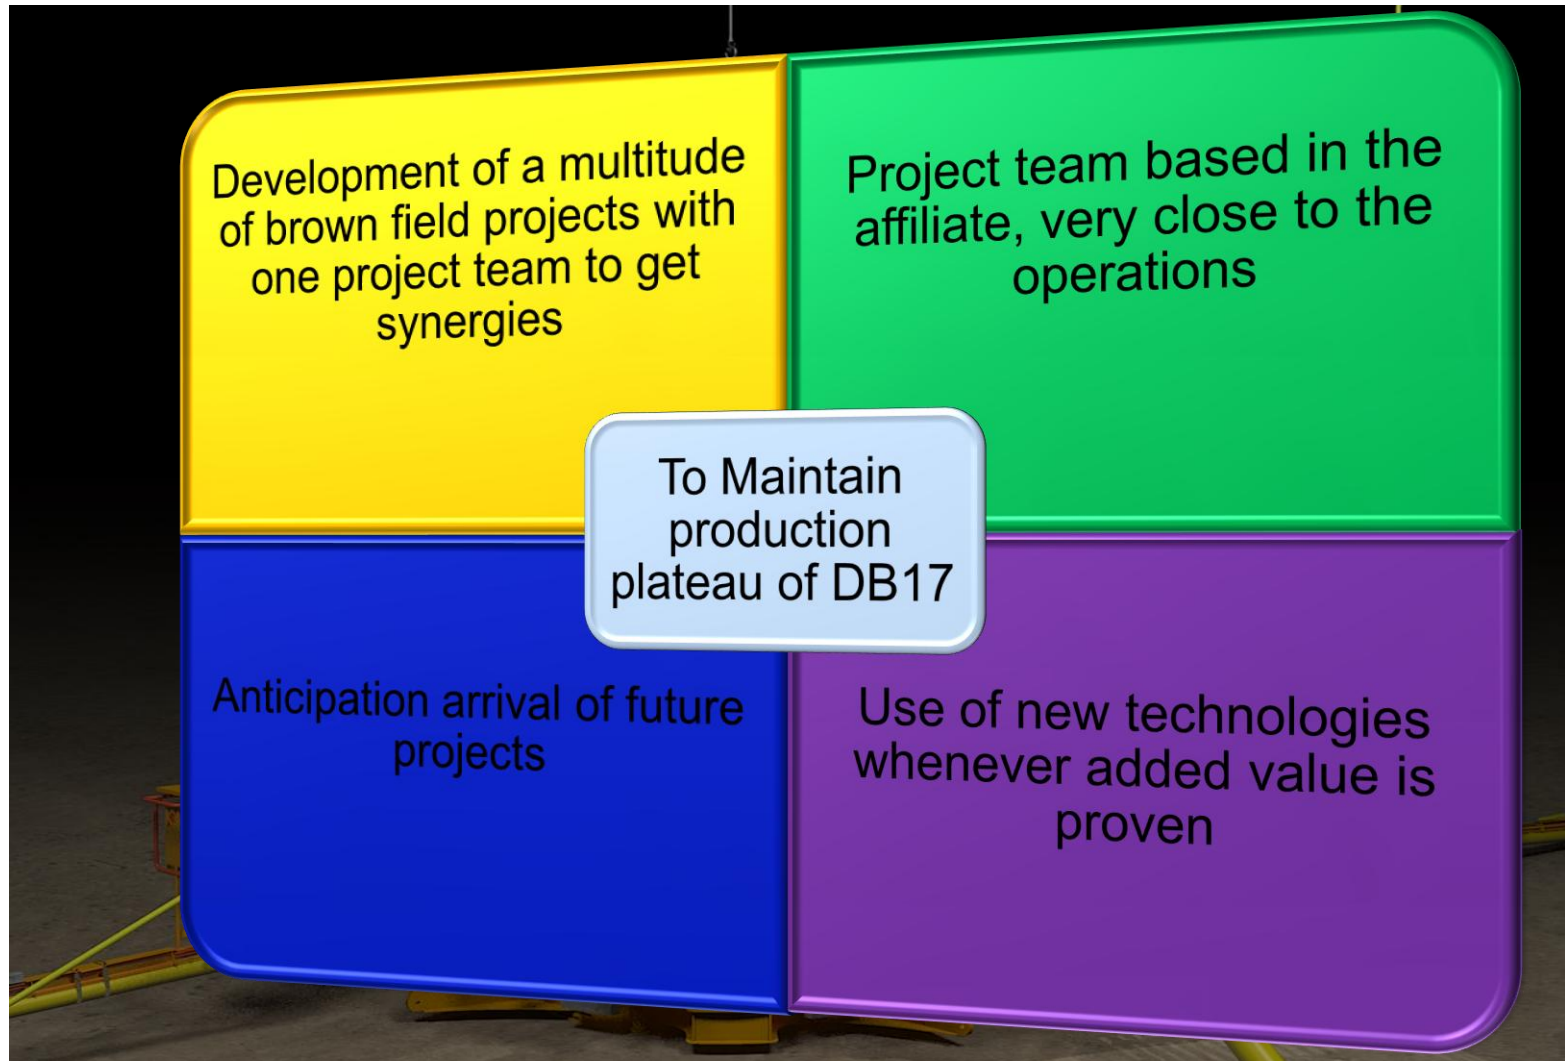 Development of a multitude
of brown field projects with
one project team to get
synergies
Project team based in the
affiliate, very close to the
operations
To Maintain
production
plateau of DB17
Anticipation arrival of future
projects
Use of new technologies
whenever added value is
proven